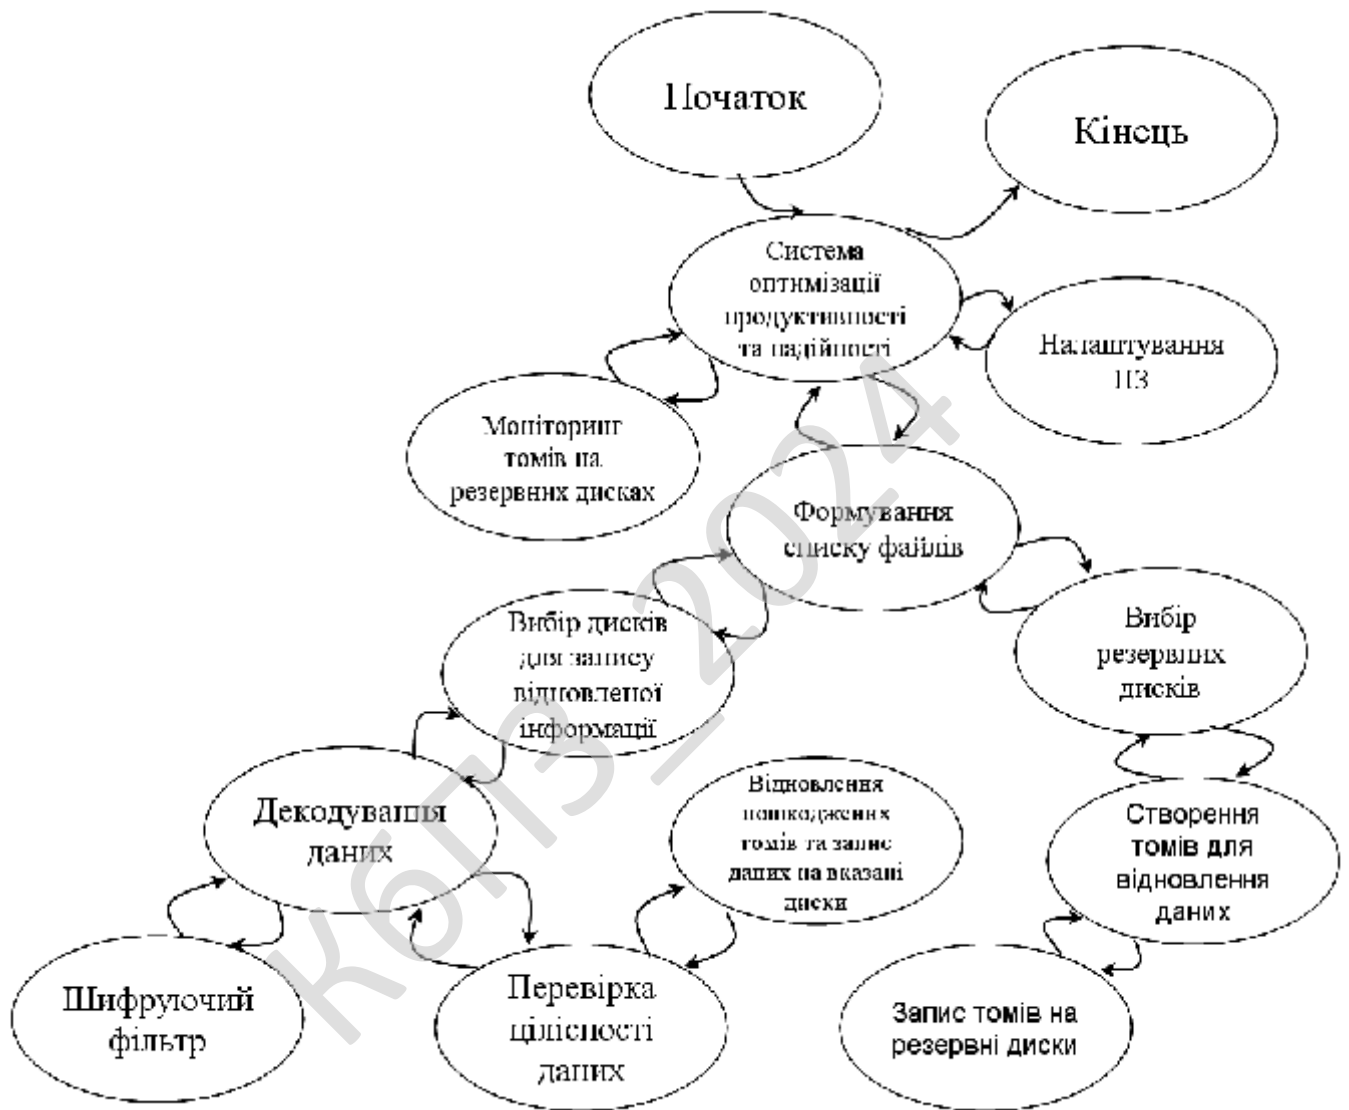 Початок
Кінець
Система
оптимізації
продуктивності
та надійності
Налаштування
ПЗ
Моніторинг
томів на
резервних дисках
Формування
списку файлів
Вибір дисків
для запису
відновленої
інформації
Вибір
резервних
дисків
Декодування
даних
Відновлення
пошкоджених
томів та запис
даних на вказані
диски
Створення
томів для
відновлення
даних
Шифруючий
фільтр
Перевірка
цілісності
даних
Запис томів на
резервні диски
КбПЗ_2024